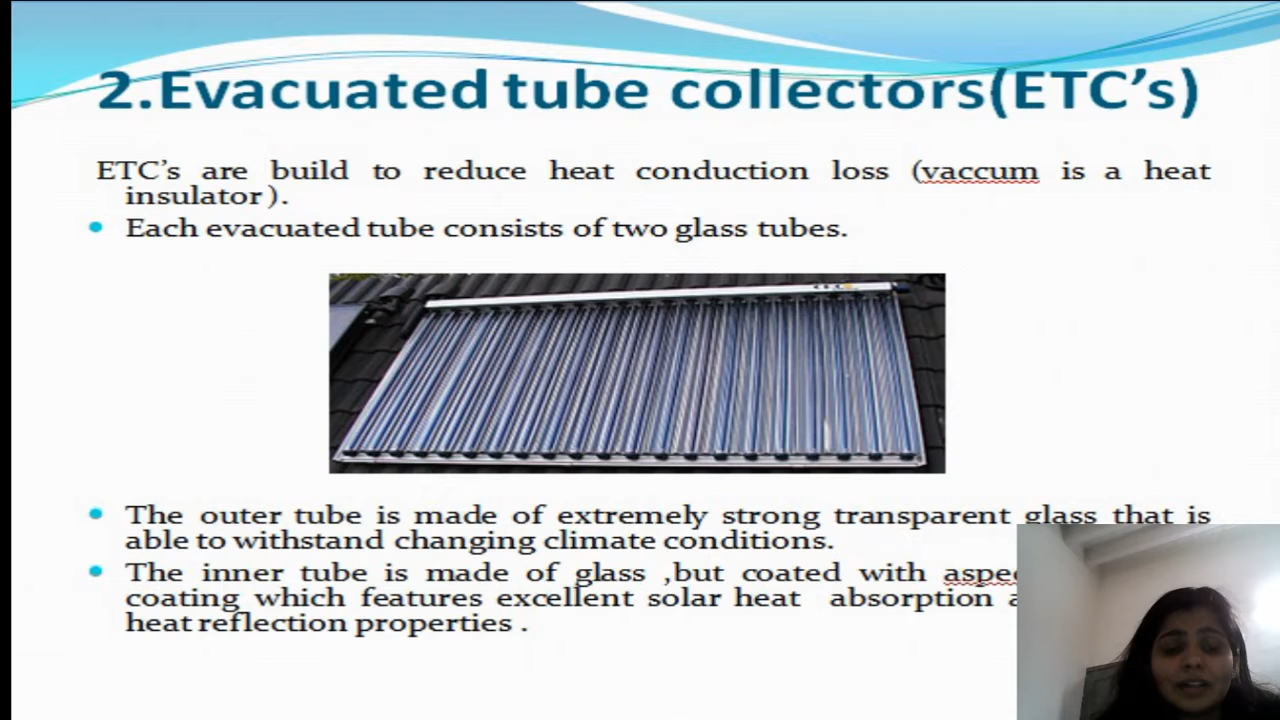 2.Evacuated tube collectors(ETC's)
ETC's are build to reduce heat conduction loss (vaccum is a heat
insulator ).
Each evacuated tube consists of two glass tubes.
The outer tube is made of extremely strong transparent glass that is
able to withstand changing climate conditions.
The inner tube is made of glass ,but coated with
coating which features excellent solar heat absorption
heat reflection properties .